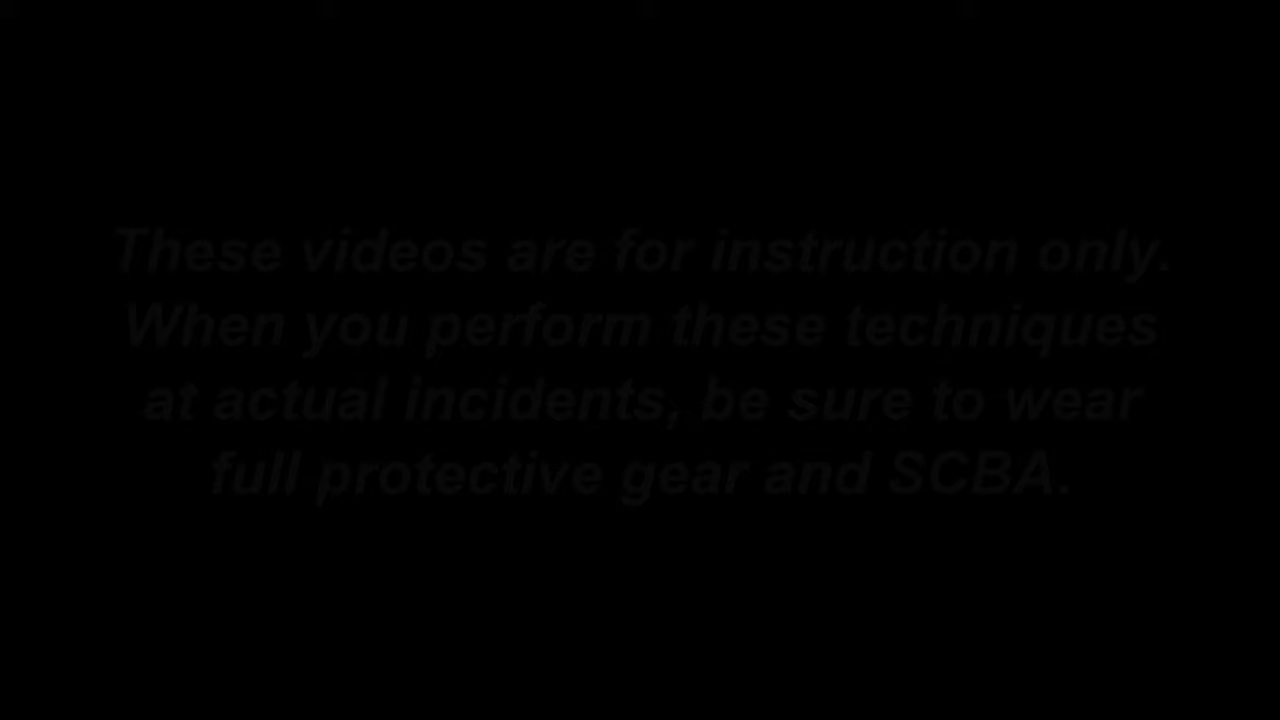 These videos are for instruction only.
When you perform these techniques
at actual incidents, be sure to wear
full protective gear and SCBA.